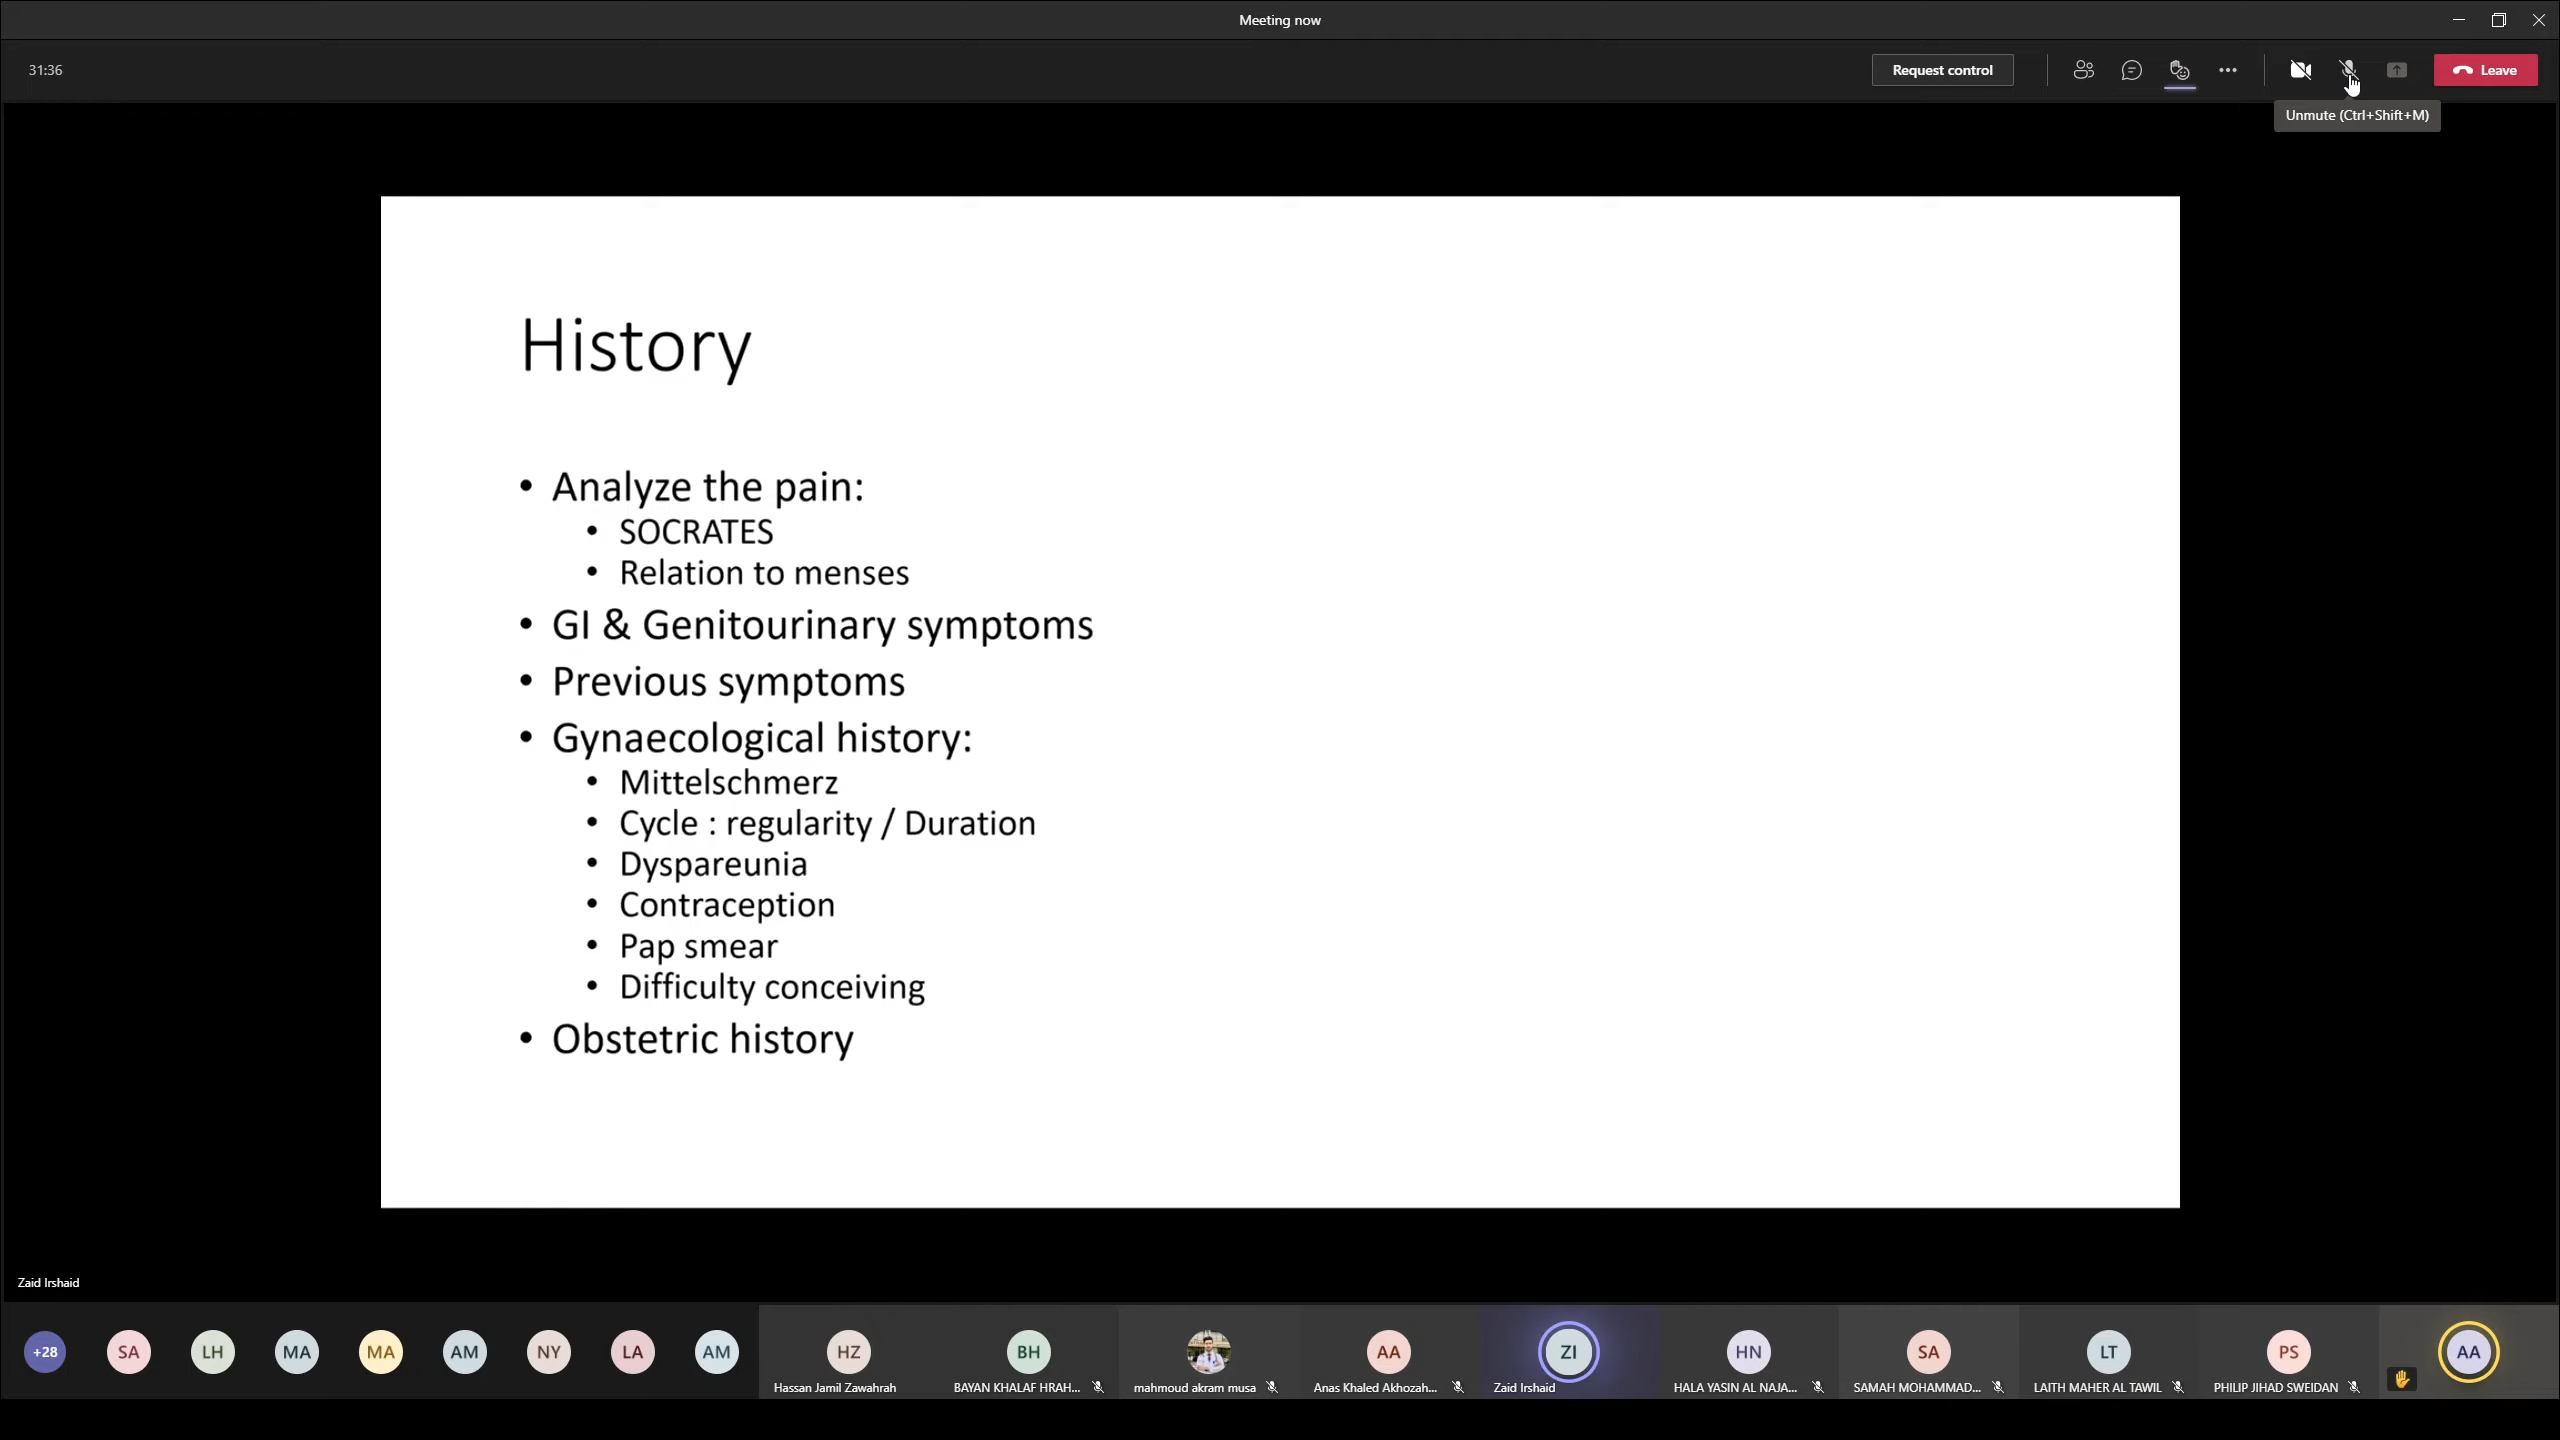 Meeting now
31:36
Request control
Leave
Unmute (Ctrl+Shift+M)
History
• Analyze the pain:
• SOCRATES
• Relation to menses
• GI & Genitourinary symptoms
• Previous symptoms
• Gynaecological history:
• Mittelschmerz
• Cycle : regularity / Duration
• Dyspareunia
• Contraception
• Pap smear
• Difficulty conceiving
• Obstetric history
Zaid Irshaid
+28 SA LH MA MA AM NY LA AM HZ BH AA ZI HN SA LT PS AA
Hassan Jamil Zawahrah BAYAN KHALAF HRAH... mahmoud akram musa Anas Khaled Akhozah... Zaid Irshaid HALA YASIN AL NAJA... SAMAH MOHAMMAD... LAITH MAHER AL TAWIL PHILIP JIHAD SWEIDAN